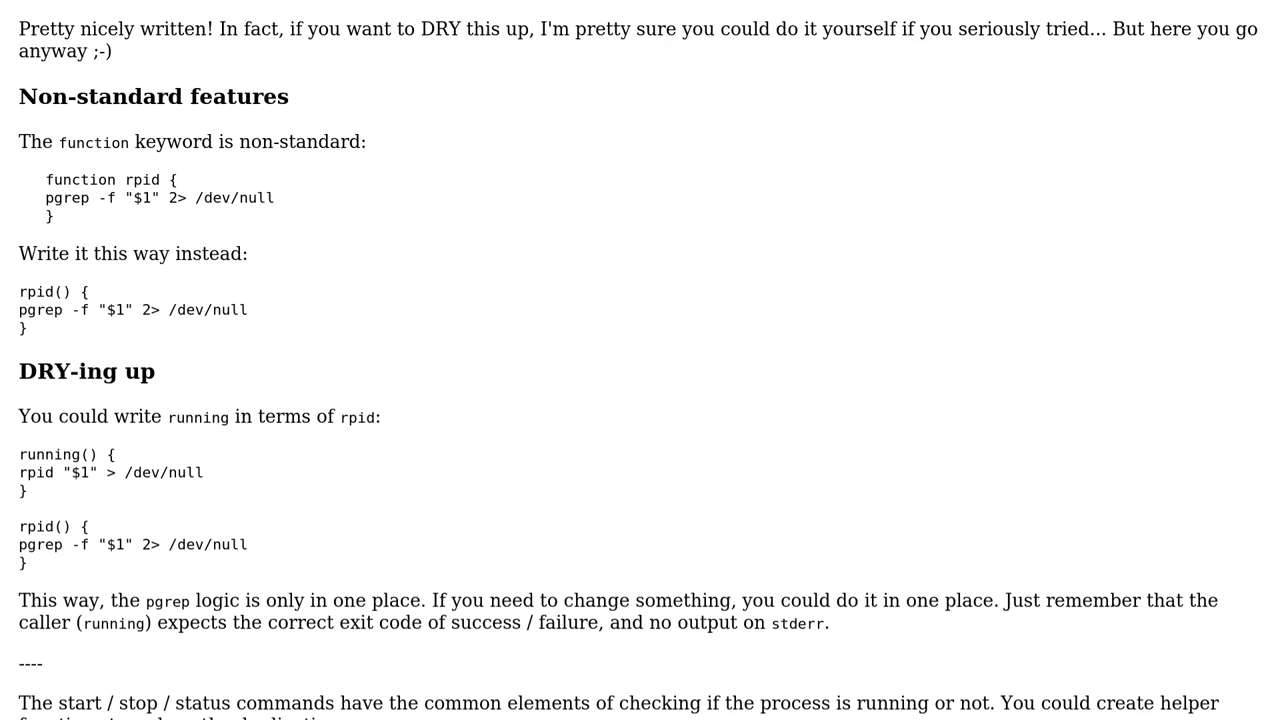 Pretty nicely written! In fact, if you want to DRY this up, I'm pretty sure you could do it yourself if you seriously tried... But here you go
anyway ;-)
Non-standard features
The function keyword is non-standard:
function rpid {
pgrep -f "$1" 2> /dev/null
}
Write it this way instead:
rpid() {
pgrep -f "$1" 2> /dev/null
}
DRY-ing up
You could write running in terms of rpid:
running() {
rpid "$1" > /dev/null
}
rpid() {
pgrep -f "$1" 2> /dev/null
}
This way, the pgrep logic is only in one place. If you need to change something, you could do it in one place. Just remember that the
caller (running) expects the correct exit code of success / failure, and no output on stderr.
----
The start / stop / status commands have the common elements of checking if the process is running or not. You could create helper